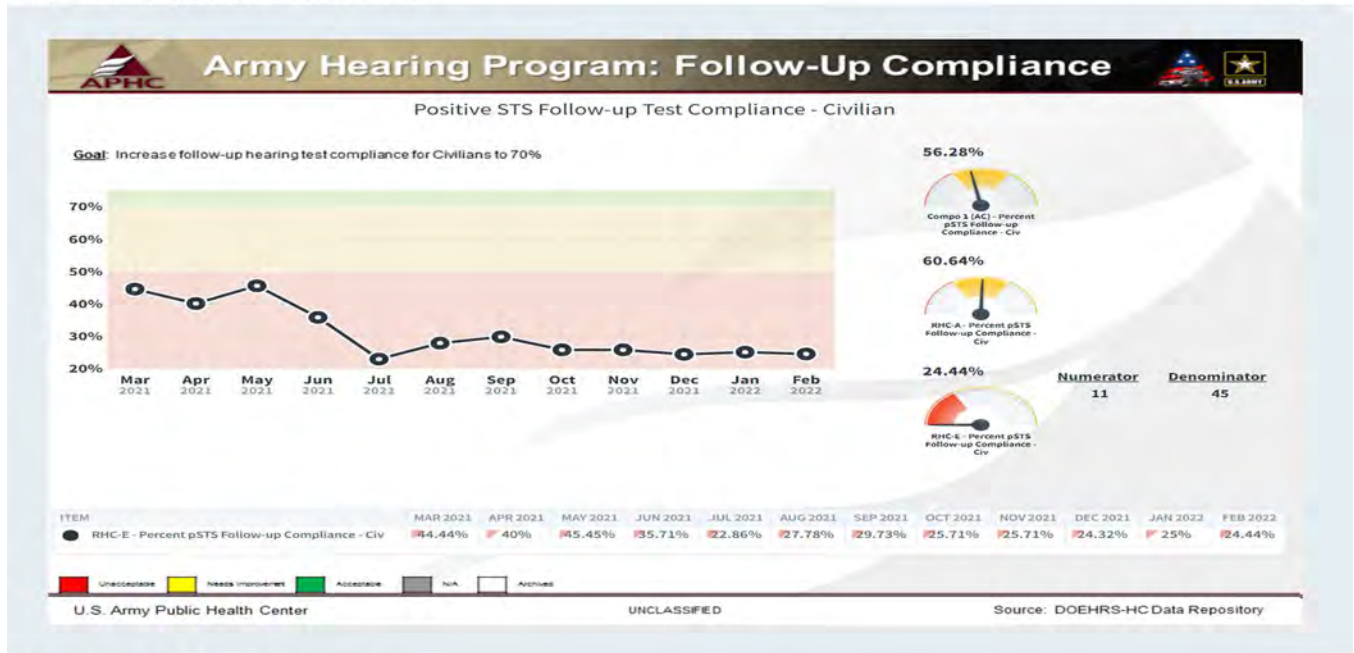 APHC
Army Hearing Program: Follow-Up Compliance
U.S. ARMY
Positive STS Follow-up Test Compliance - Civilian
Goal: Increase follow-up hearing test compliance for Civilians to 70%
70%
60%
50%
40%
30%
20%
Mar Apr May Jun Jul Aug Sep Oct Nov Dec Jan Feb
2021 2021 2021 2021 2021 2021 2021 2021 2021 2021 2022 2022
56.28%
Compo 1 (AC) - Percent
pSTS Follow-up
Compliance - Civ
60.64%
RHC-A - Percent pSTS
Follow-up Compliance -
Civ
24.44%
RHC-E - Percent pSTS
Follow-up Compliance -
Civ
Numerator Denominator
11 45
ITEM MAR 2021 APR 2021 MAY 2021 JUN 2021 JUL 2021 AUG 2021 SEP 2021 OCT 2021 NOV 2021 DEC 2021 JAN 2022 FEB 2022
RHC-E - Percent pSTS Follow-up Compliance - Civ 44.44% 40% 45.45% 35.71% 22.86% 27.78% 29.73% 25.71% 25.71% 24.32% 25% 24.44%
Unacceptable Needs Improvement Acceptable N/A Archived
U.S. Army Public Health Center UNCLASSIFIED Source: DOEHRS-HC Data Repository